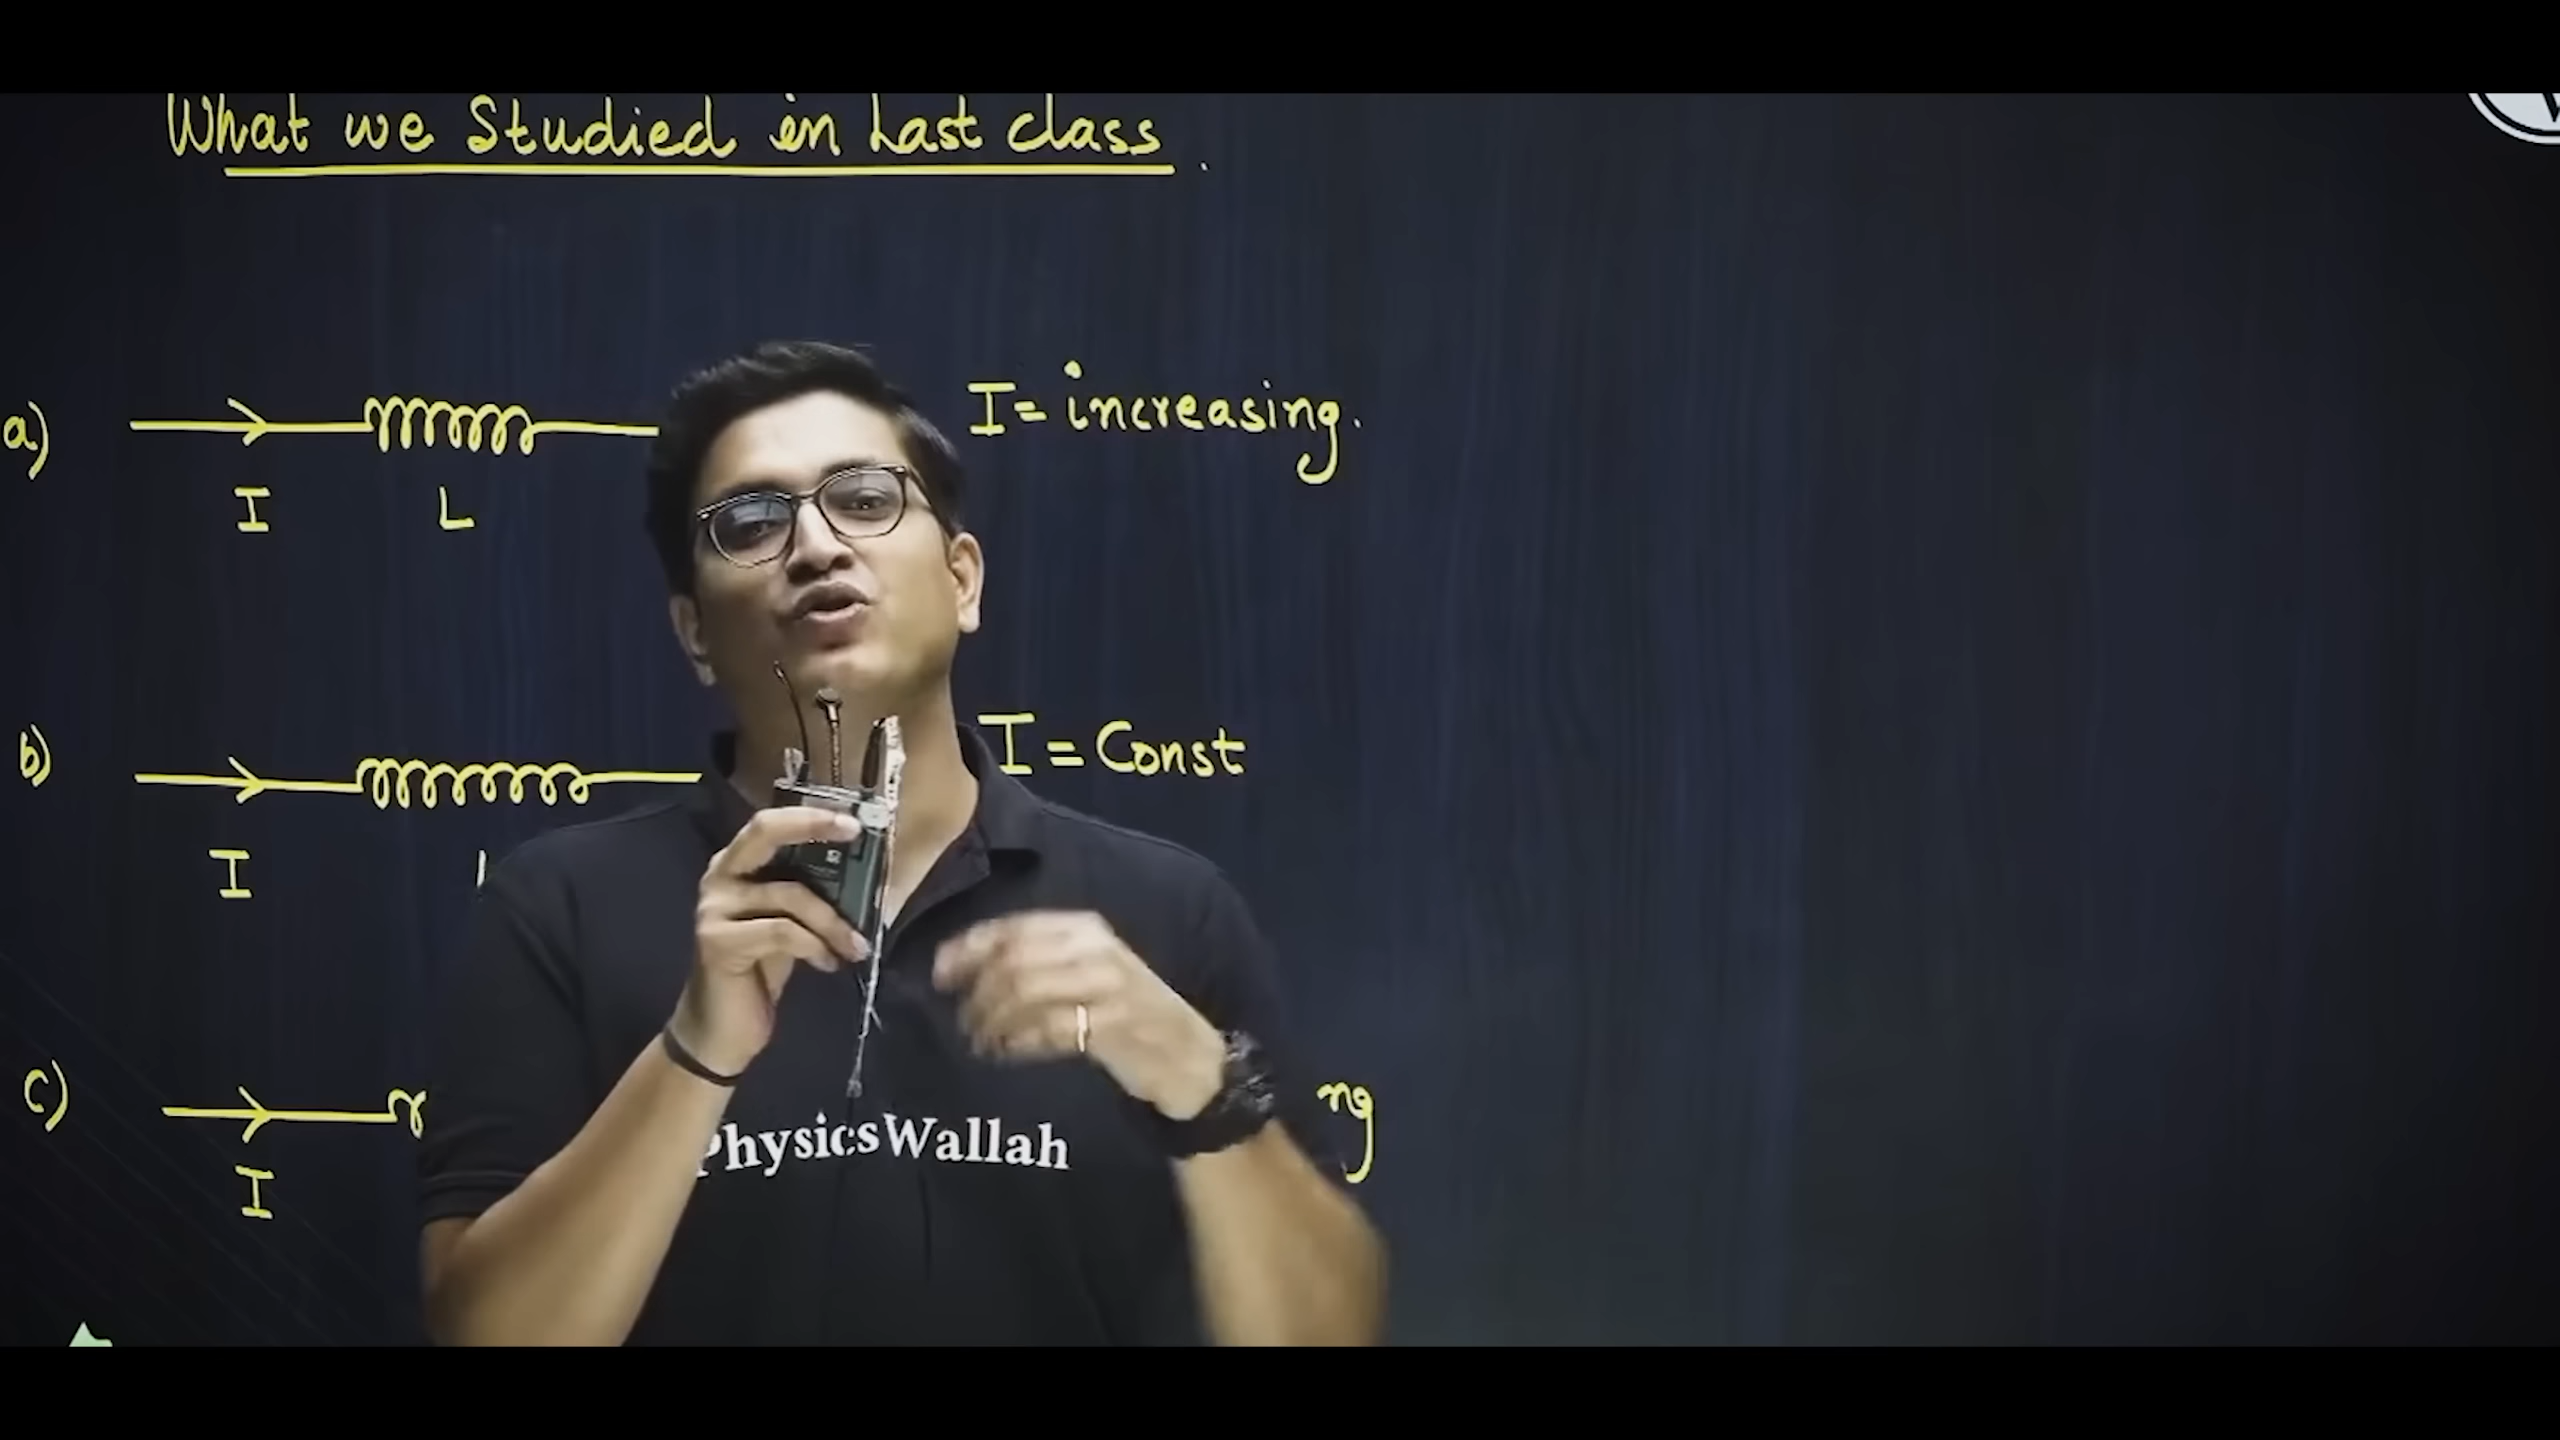 What we Studied in Last class.
a) I L I = increasing.
b) I I = Const
c) I ng
PhysicsWallah